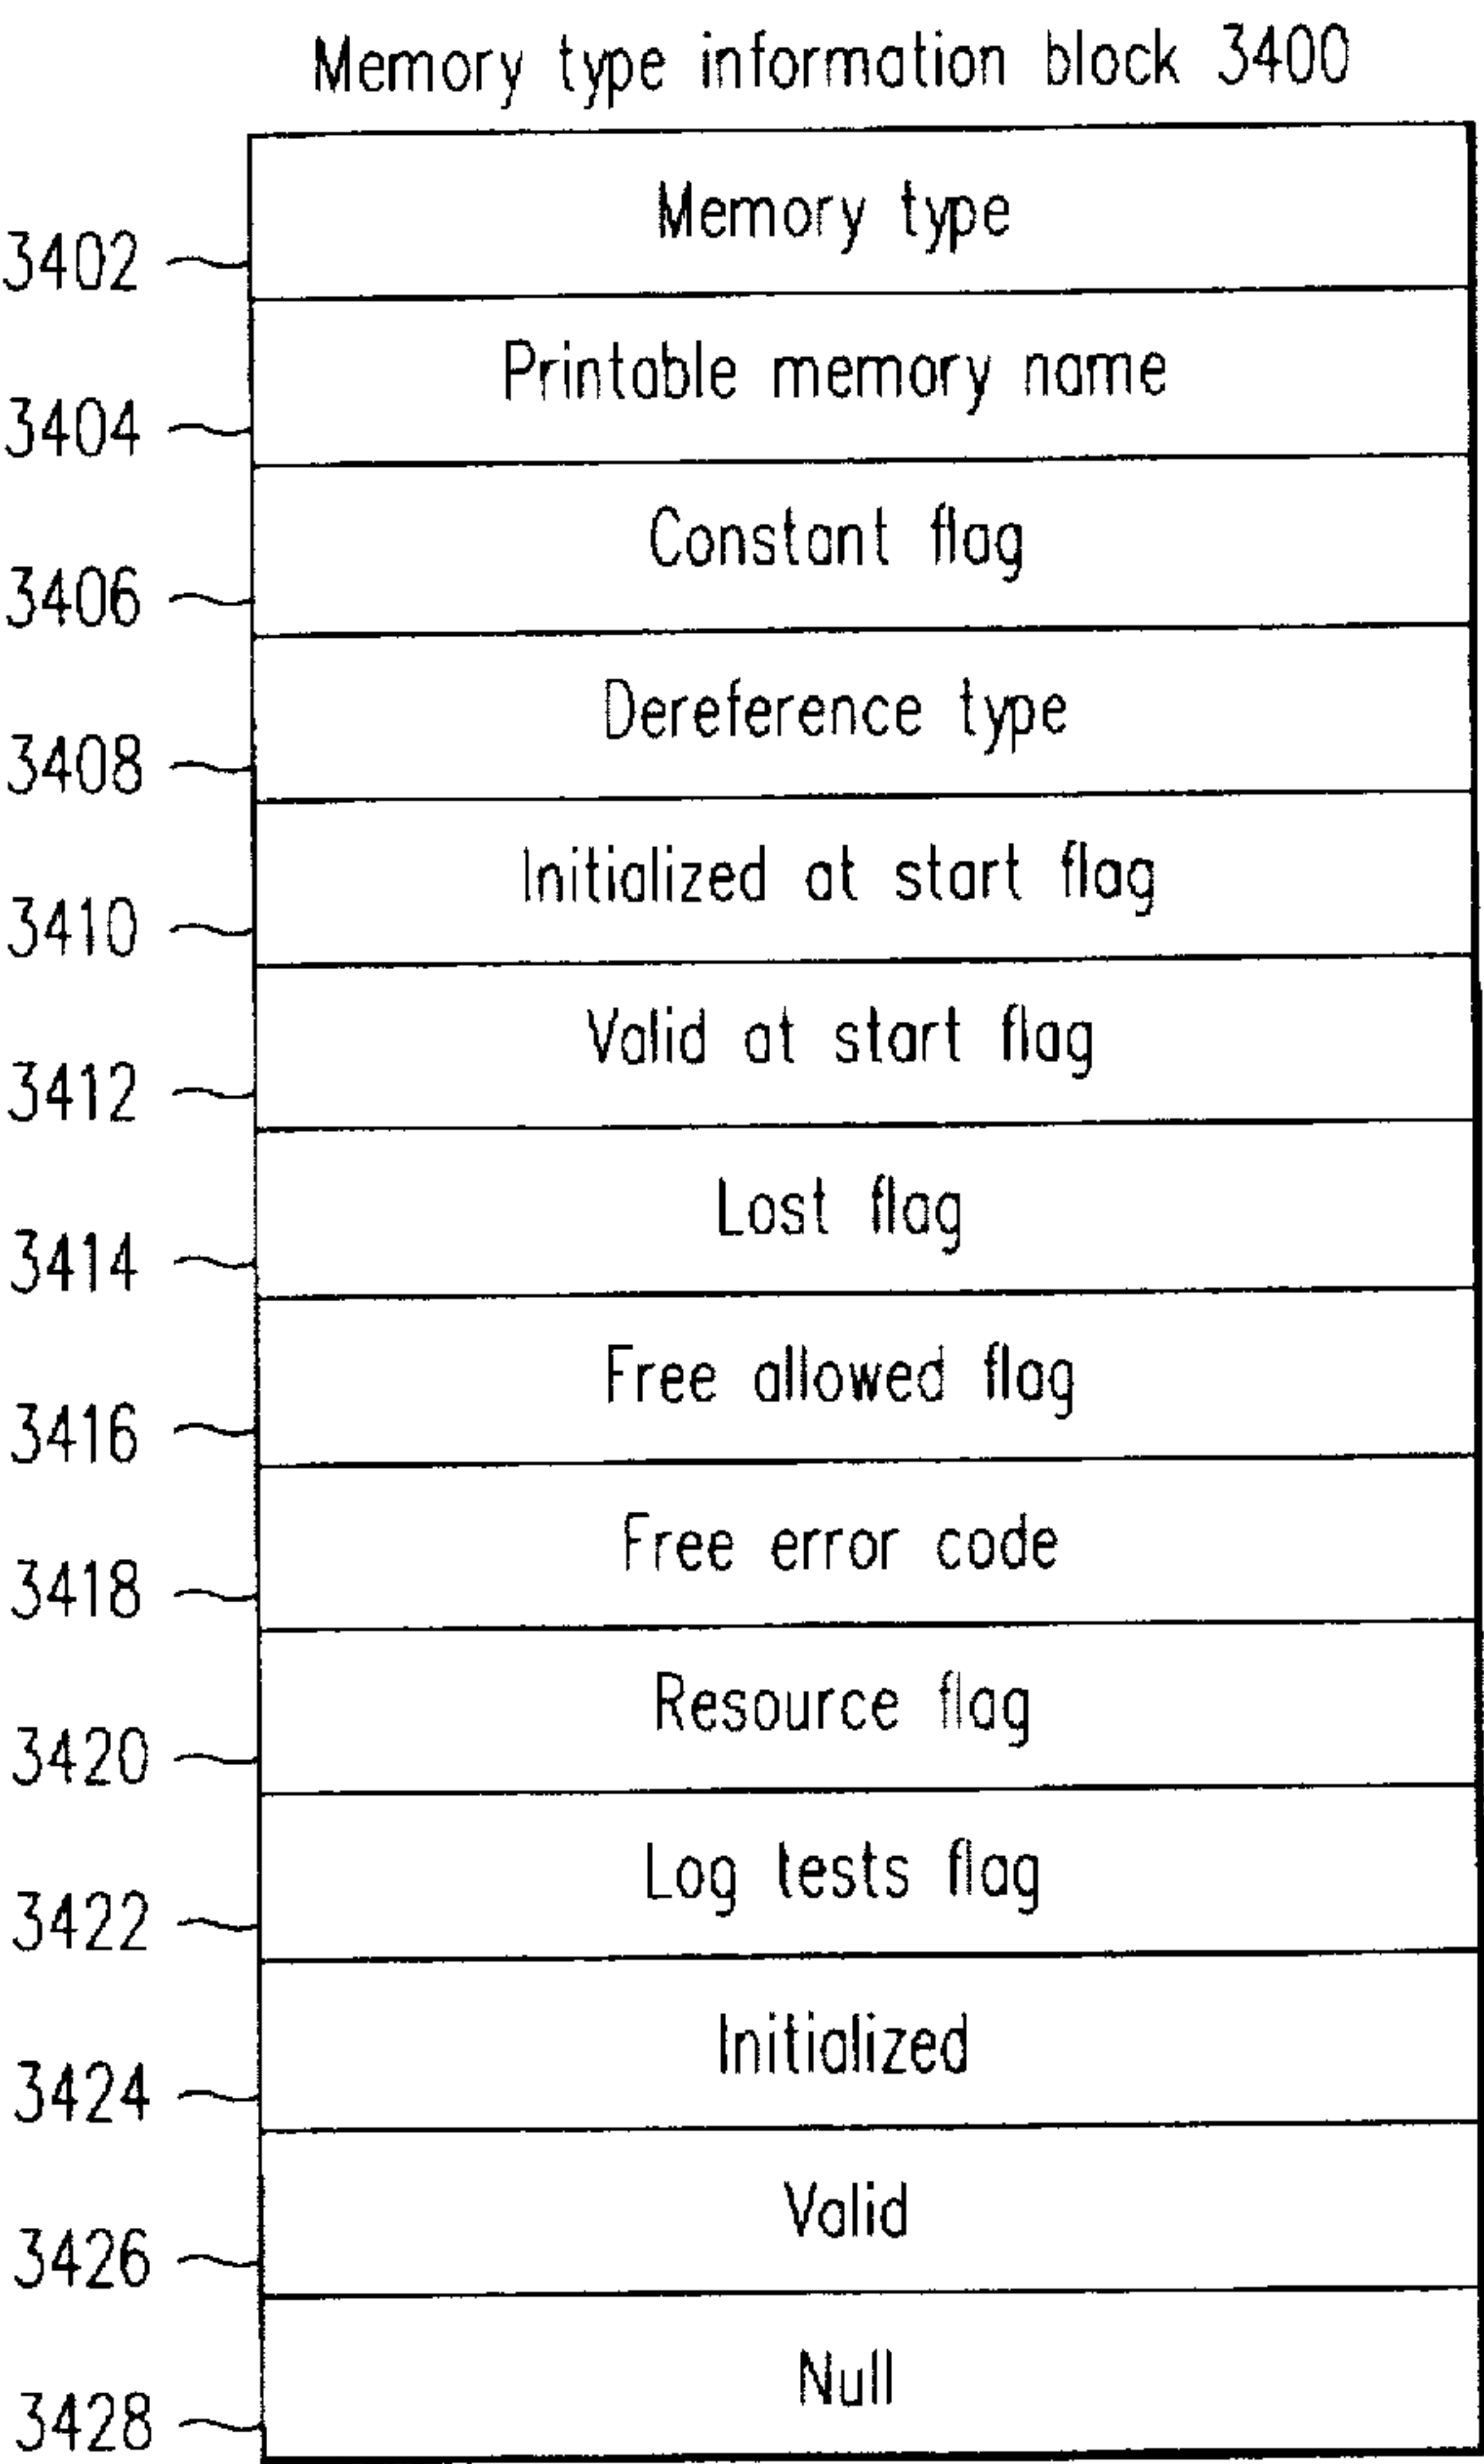 Memory type information block 3400
Memory type
3402
Printable memory name
3404
Constant flag
3406
Dereference type
3408
Initialized at start flag
3410
Valid at start flag
3412
Lost flag
3414
Free allowed flag
3416
Free error code
3418
Resource flag
3420
Log tests flag
3422
Initialized
3424
Valid
3426
Null
3428